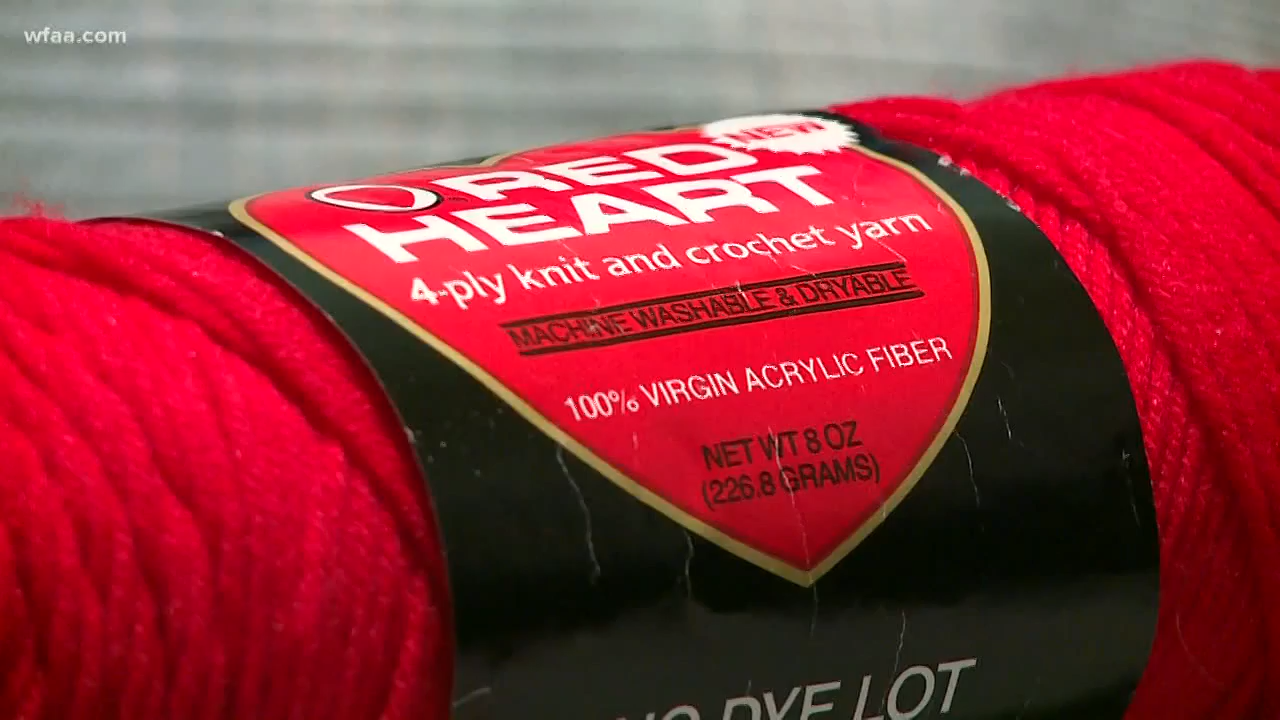 wfaa.com
NEW
RED
HEART
4-ply knit and crochet yarn
MACHINE WASHABLE & DRYABLE
100% VIRGIN ACRYLIC FIBER
NET WT 8 OZ
(226.8 GRAMS)
NO DYE LOT